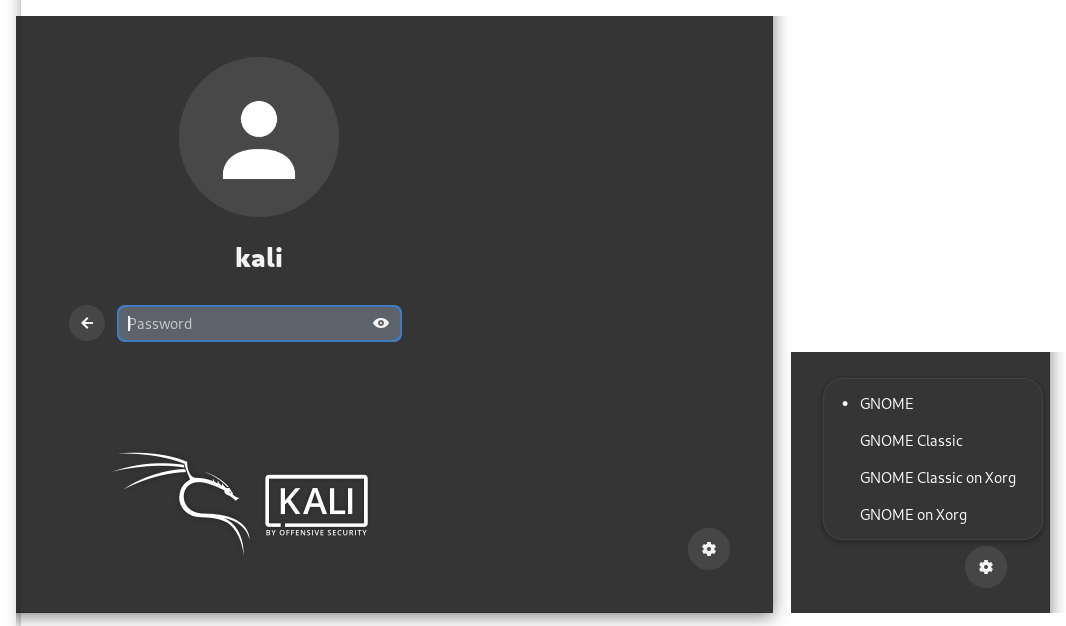 kali
Password
KALI
BY OFFENSIVE SECURITY
GNOME
GNOME Classic
GNOME Classic on Xorg
GNOME on Xorg